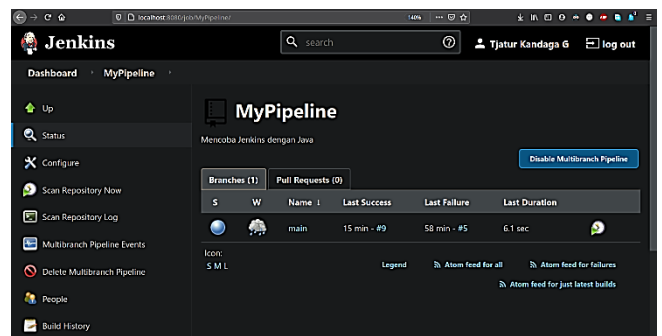 localhost:8080/job/MyPipeline/
140%
Jenkins
search
Tjatur Kandaga G
log out
Dashboard
MyPipeline
Up
Status
Configure
Scan Repository Now
Scan Repository Log
Multibranch Pipeline Events
Delete Multibranch Pipeline
People
Build History
MyPipeline
Mencoba Jenkins dengan Java
Disable Multibranch Pipeline
Branches (1) Pull Requests (0)
S W Name ↓ Last Success Last Failure Last Duration
main 15 min - #9 58 min - #5 6.1 sec
Icon:
S M L
Legend Atom feed for all Atom feed for failures
Atom feed for just latest builds